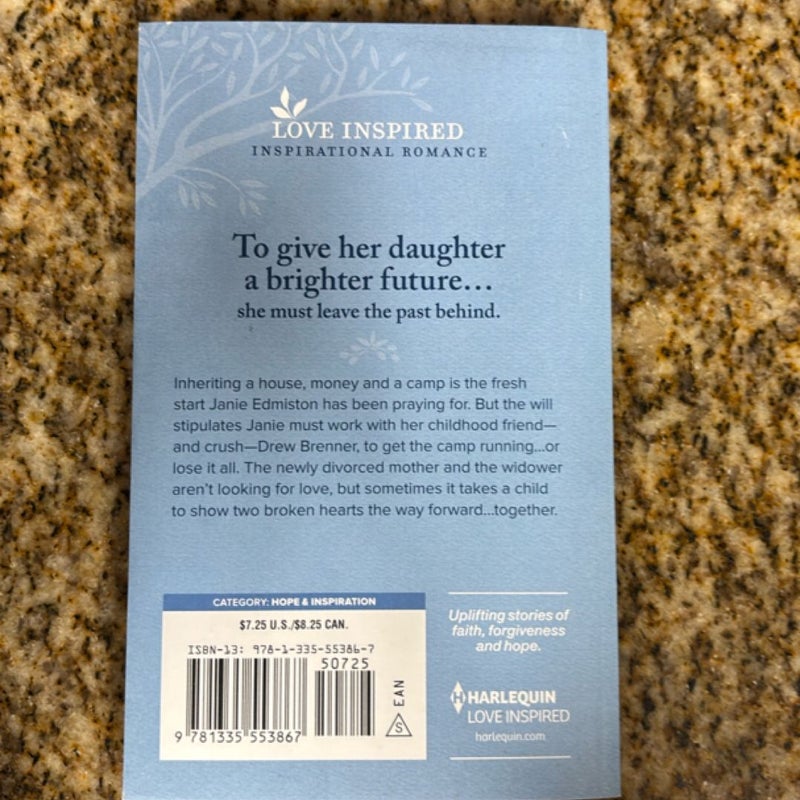 LOVE INSPIRED
INSPIRATIONAL ROMANCE
To give her daughter
a brighter future...
she must leave the past behind.
Inheriting a house, money and a camp is the fresh
start Janie Edmiston has been praying for. But the will
stipulates Janie must work with her childhood friend—
and crush—Drew Brenner, to get the camp running...or
lose it all. The newly divorced mother and the widower
aren't looking for love, but sometimes it takes a child
to show two broken hearts the way forward...together.
CATEGORY: HOPE & INSPIRATION
$7.25 U.S./$8.25 CAN.
ISBN-13: 978-1-335-55386-7
50725
9 781335 553867
EAN
S
Uplifting stories of
faith, forgiveness
and hope.
HARLEQUIN
LOVE INSPIRED
harlequin.com